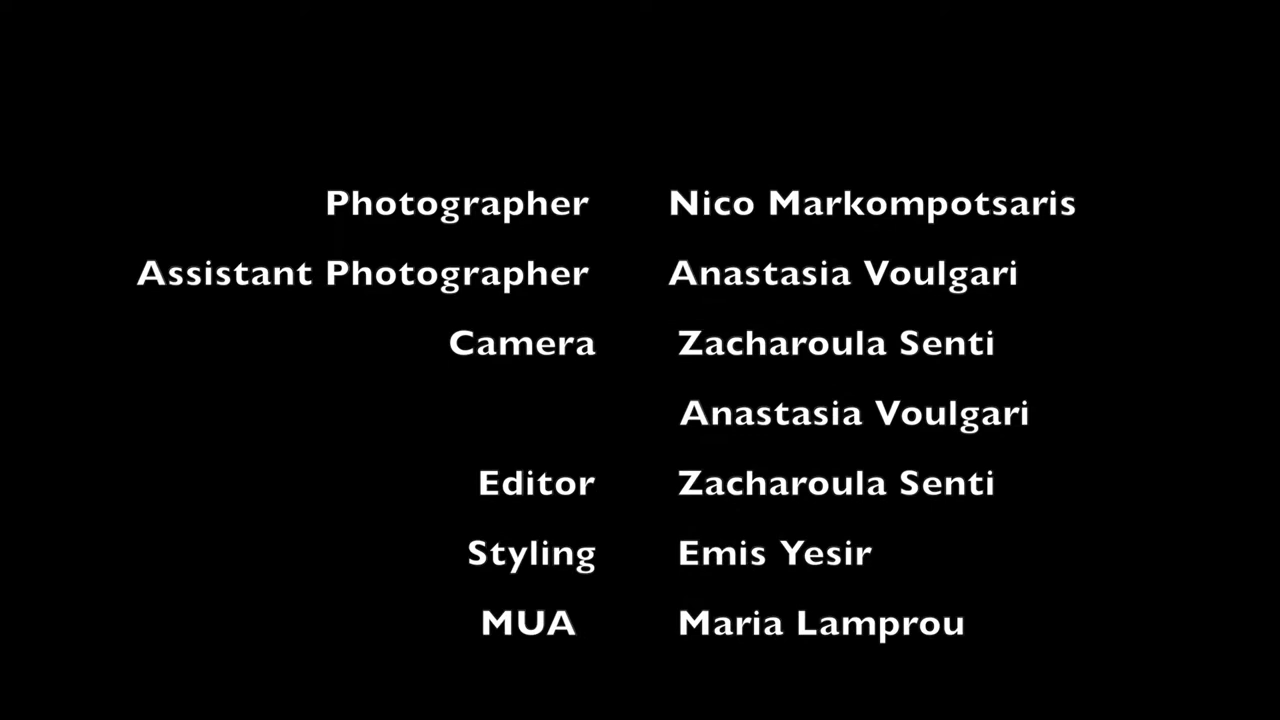 Photographer Nico Markompotsaris
Assistant Photographer Anastasia Voulgari
Camera Zacharoula Senti
Anastasia Voulgari
Editor Zacharoula Senti
Styling Emis Yesir
MUA Maria Lamprou